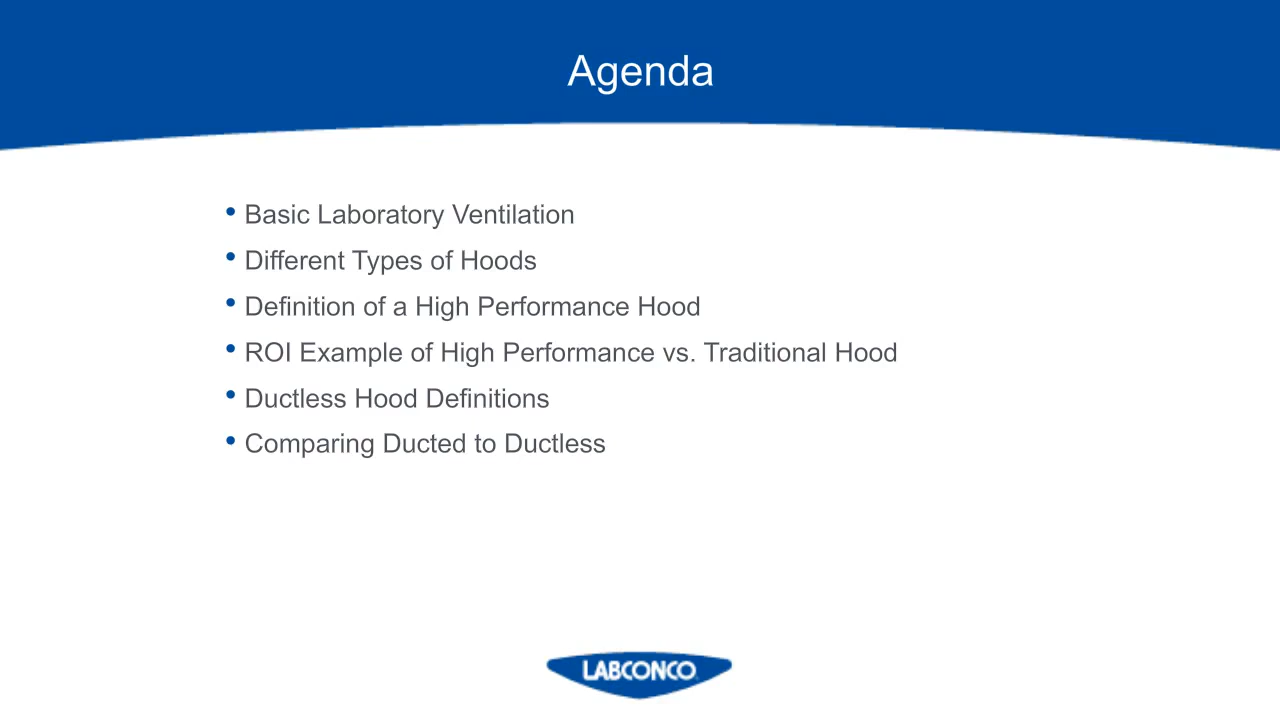 Agenda
• Basic Laboratory Ventilation
• Different Types of Hoods
• Definition of a High Performance Hood
• ROI Example of High Performance vs. Traditional Hood
• Ductless Hood Definitions
• Comparing Ducted to Ductless
LABCONCO